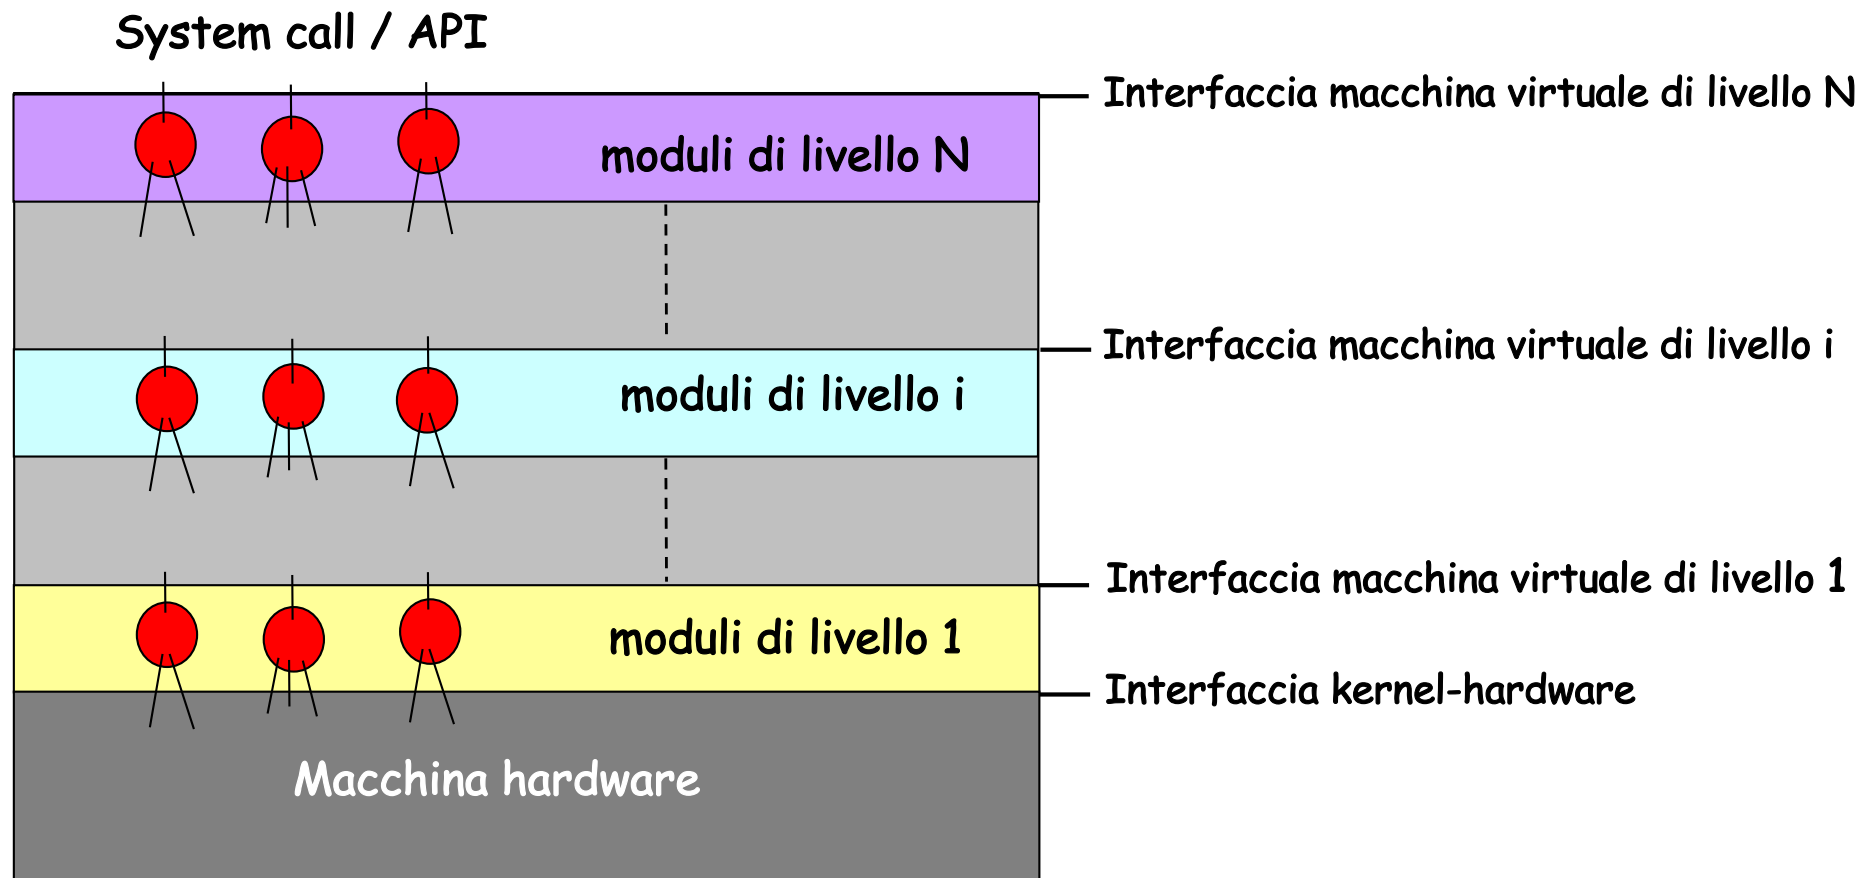 System call / API
Interfaccia macchina virtuale di livello N
moduli di livello N
Interfaccia macchina virtuale di livello i
moduli di livello i
Interfaccia macchina virtuale di livello 1
moduli di livello 1
Interfaccia kernel-hardware
Macchina hardware